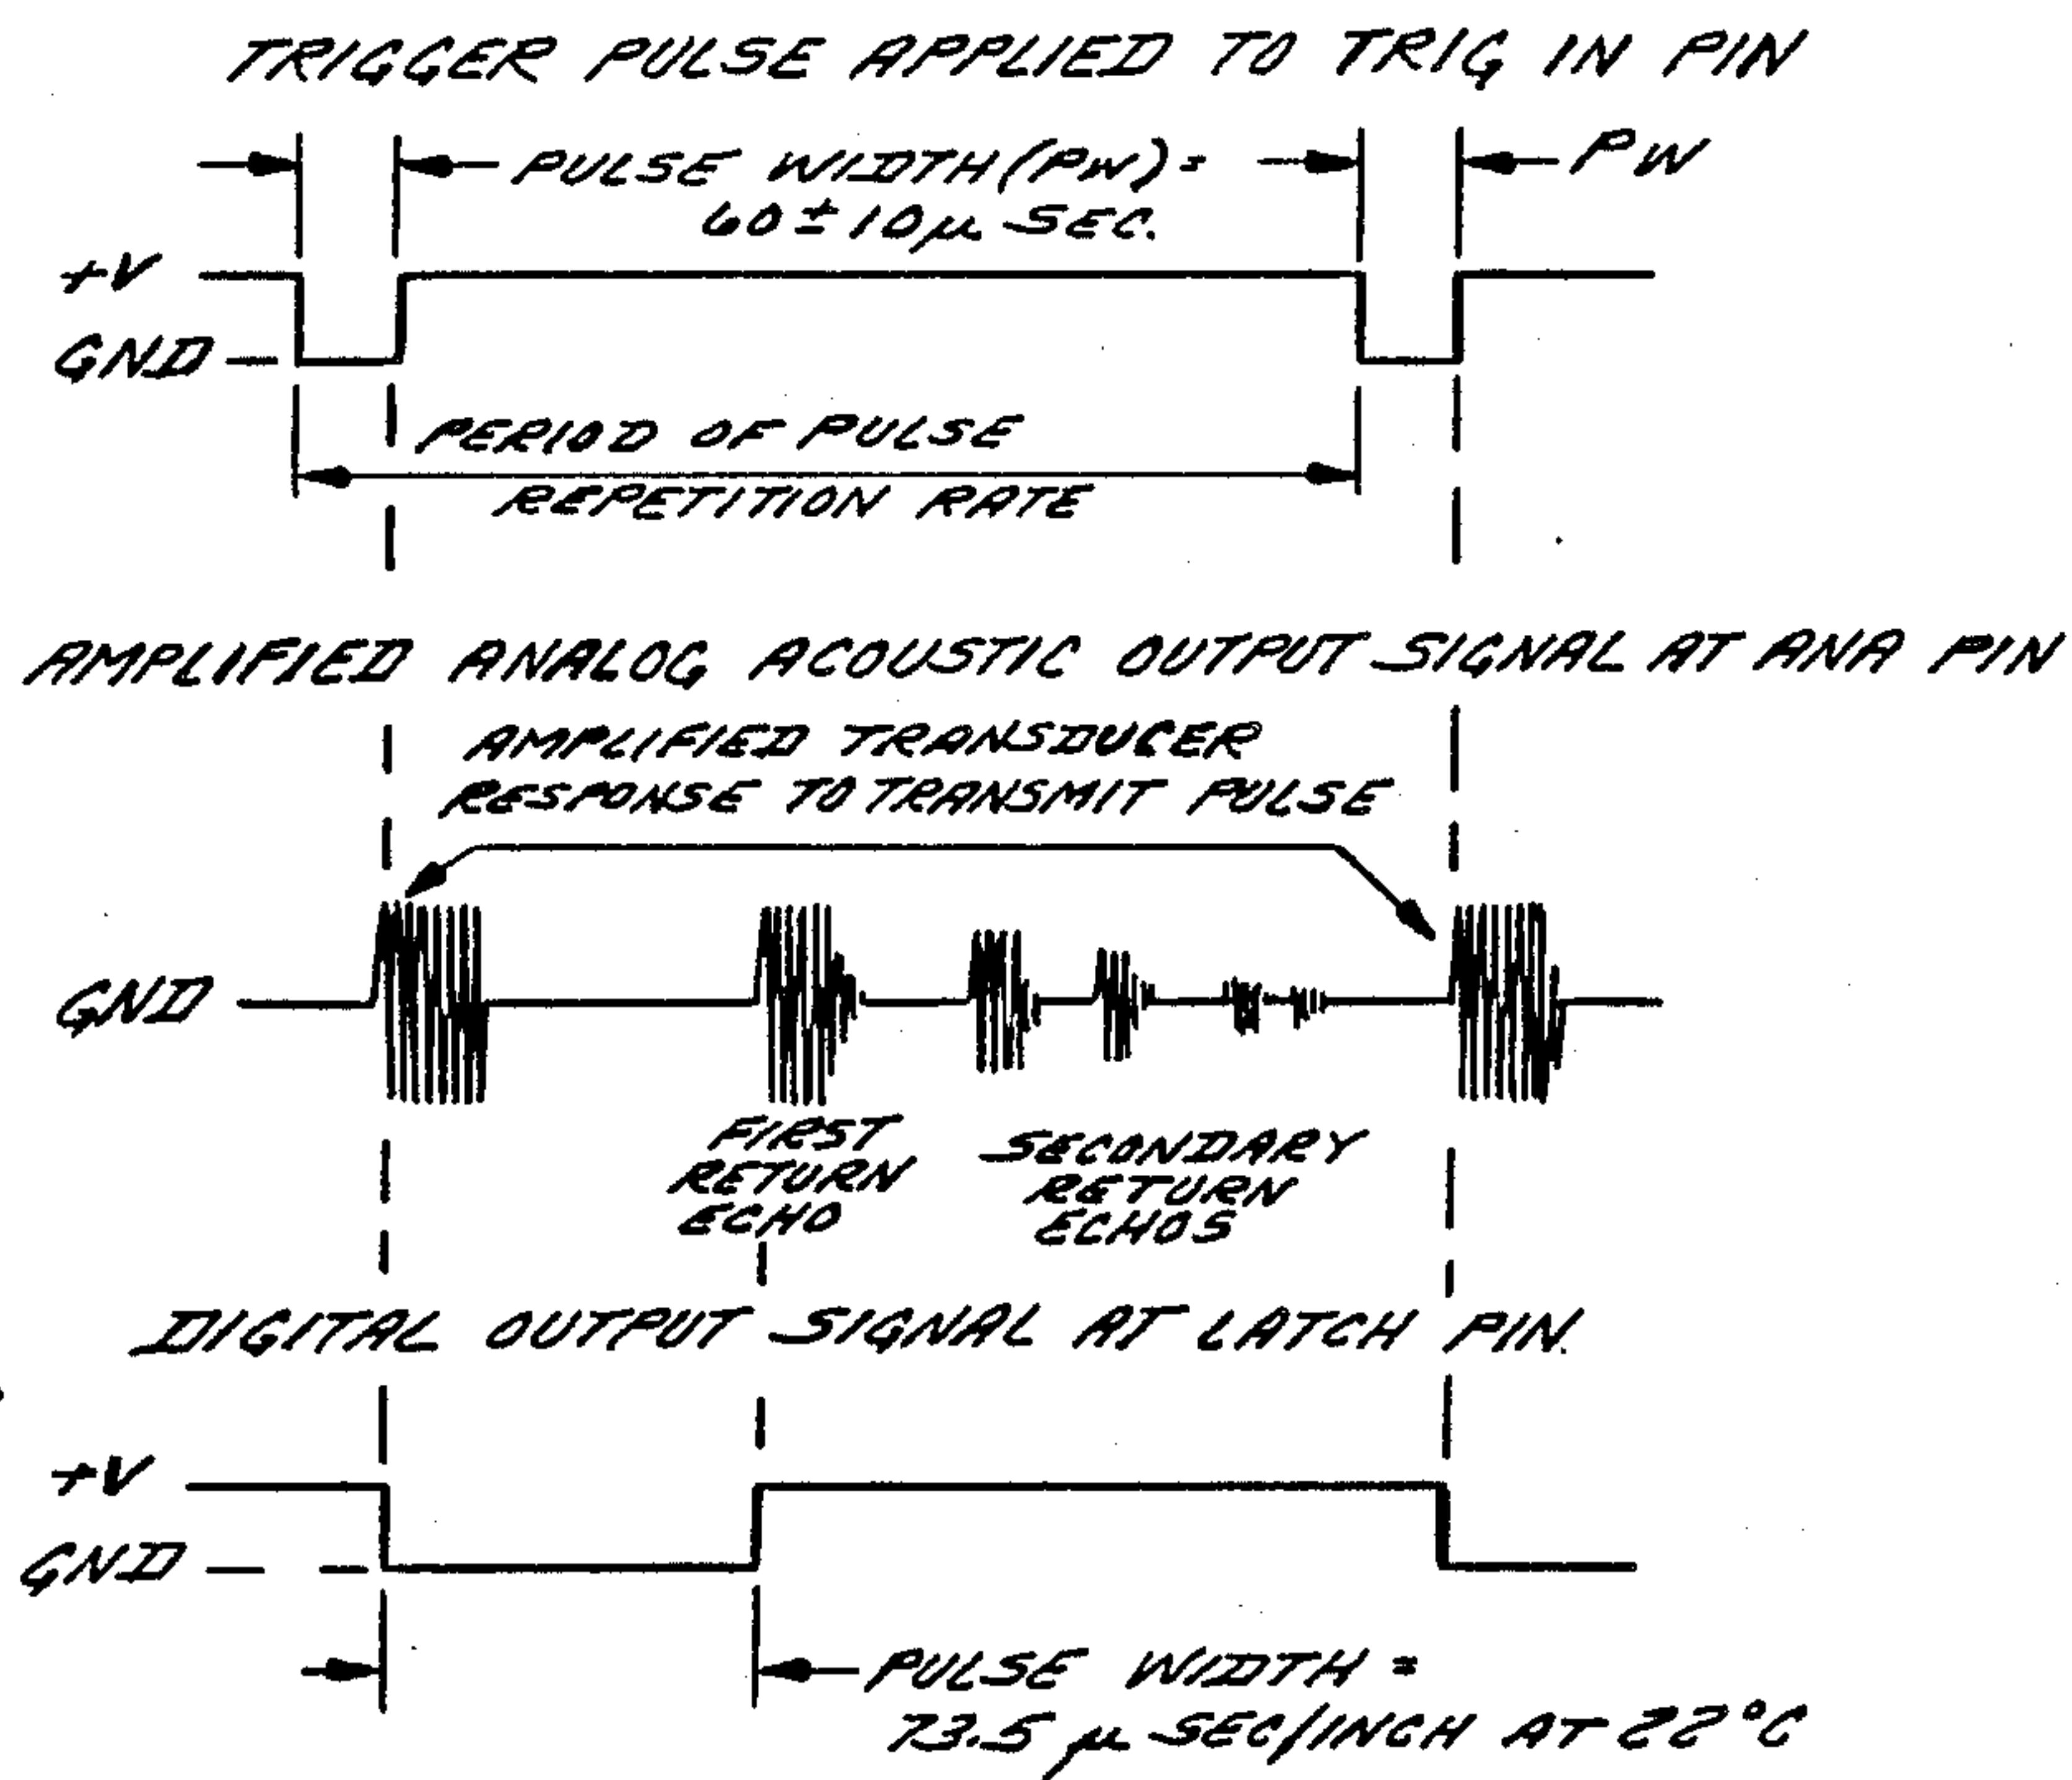 TRIGGER PULSE APPLIED TO TRIG IN PIN
PULSE WIDTH (PW) =
60 ± 10 μ SEC.
PW
+V
GND
PERIOD OF PULSE
REPETITION RATE
AMPLIFIED ANALOG ACOUSTIC OUTPUT SIGNAL AT ANA PIN
AMPLIFIED TRANSDUCER
RESPONSE TO TRANSMIT PULSE
GND
FIRST
RETURN
ECHO
SECONDARY
RETURN
ECHOS
DIGITAL OUTPUT SIGNAL AT LATCH PIN.
+V
GND
PULSE WIDTH =
73.5 μ SEC/INCH AT 22°C